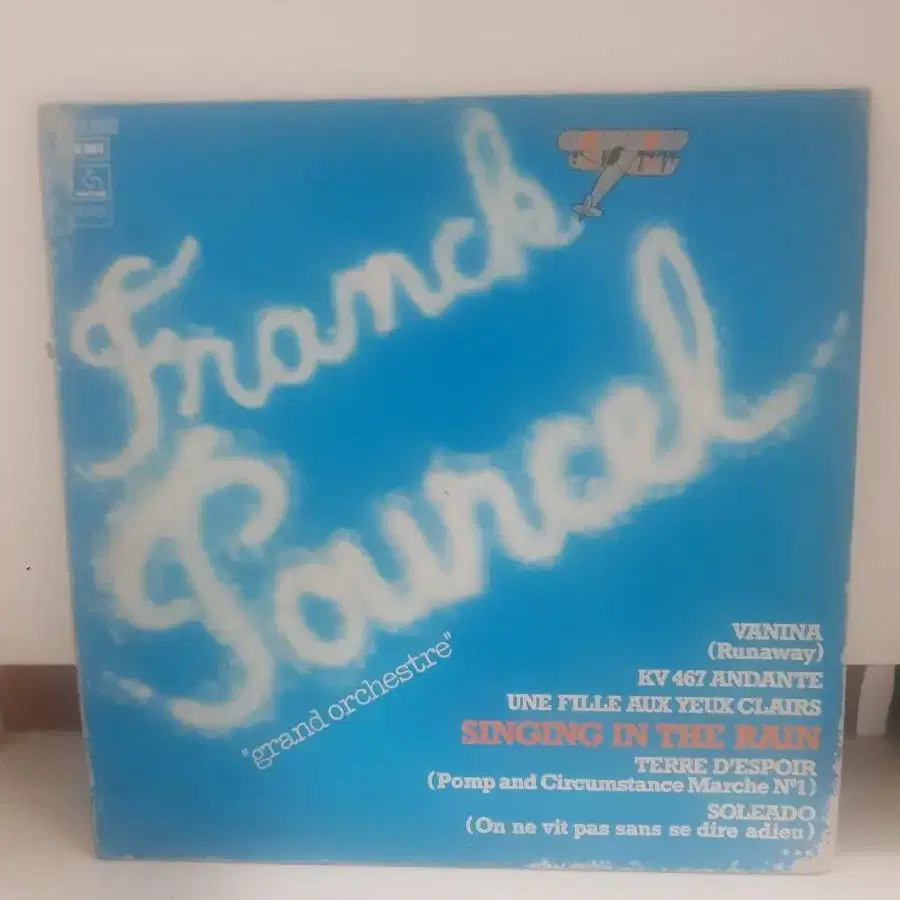 Franck
Pourcel
"grand orchestre"
VANINA
(Runaway)
KV 467 ANDANTE
UNE FILLE AUX YEUX CLAIRS
SINGING IN THE RAIN
TERRE D'ESPOIR
(Pomp and Circumstance Marche Nº1)
SOLEADO
(On ne vit pas sans se dire adieu)
...